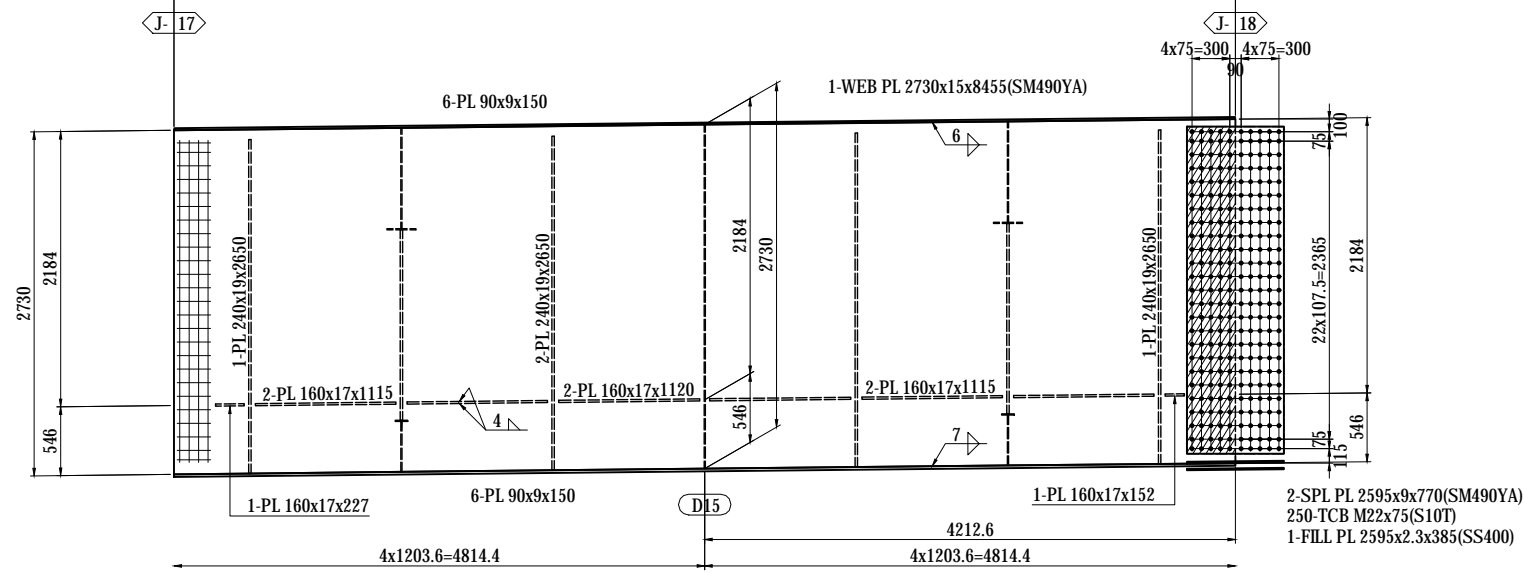 J- 17
J- 18
4x75=300 4x75=300
90
1-WEB PL 2730x15x8455(SM490YA)
6-PL 90x9x150
6
100
75
2184
2730
2184
2730
2184
22x107.5=2365
1-PL 240x19x2650
2-PL 240x19x2650
1-PL 240x19x2650
2-PL 160x17x1115
2-PL 160x17x1120
2-PL 160x17x1115
4
546
546
7
75
546
115
1-PL 160x17x227
6-PL 90x9x150
D15
1-PL 160x17x152
2-SPL PL 2595x9x770(SM490YA)
250-TCB M22x75(S10T)
1-FILL PL 2595x2.3x385(SS400)
4212.6
4x1203.6=4814.4
4x1203.6=4814.4